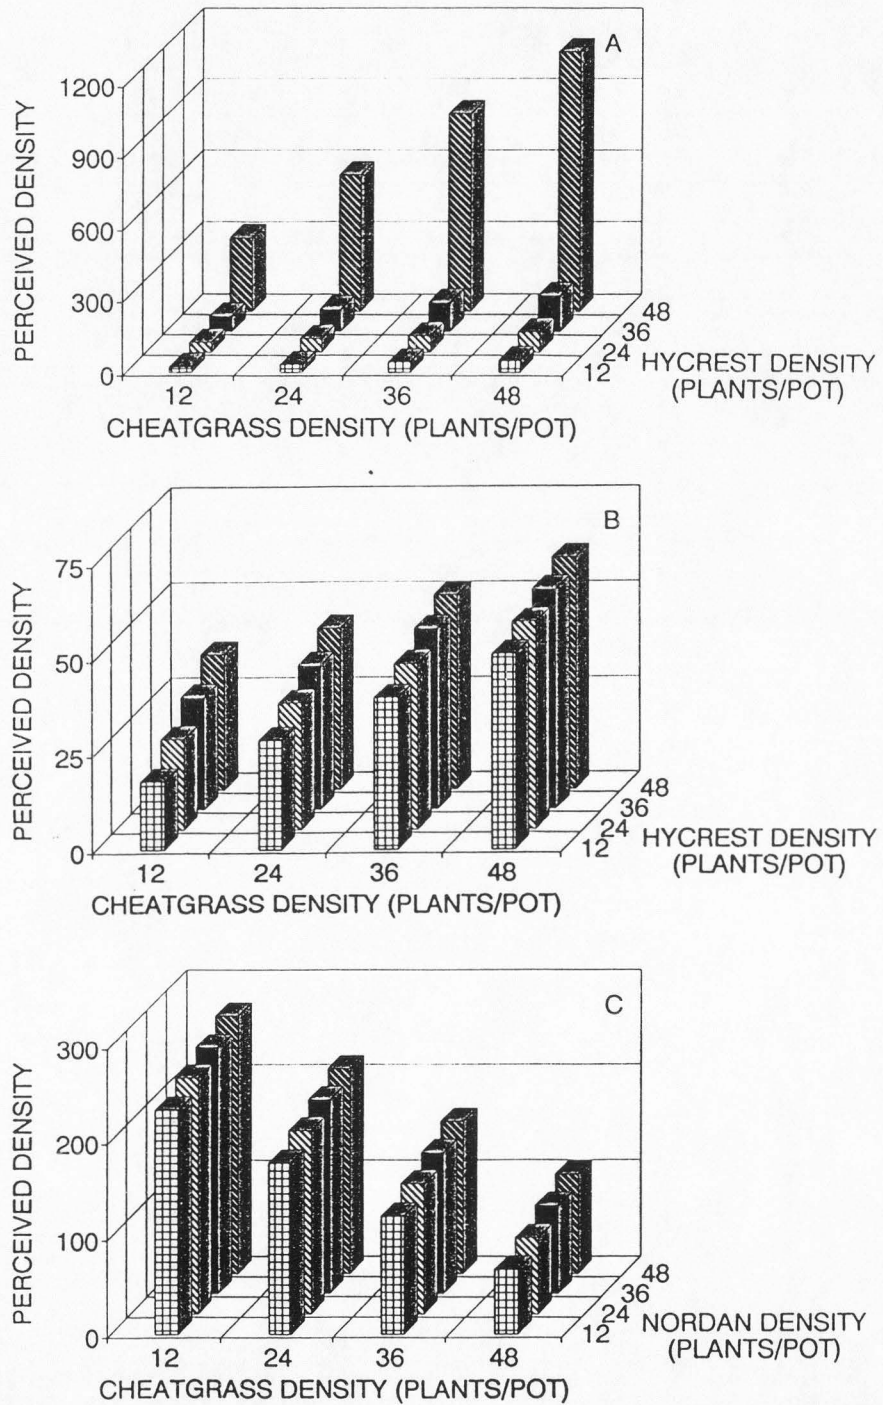 A
1200
900
600
300
0
PERCEIVED DENSITY
12 24 36 48
CHEATGRASS DENSITY (PLANTS/POT)
12 24 36 48
HYCREST DENSITY
(PLANTS/POT)
B
75
50
25
0
PERCEIVED DENSITY
12 24 36 48
CHEATGRASS DENSITY (PLANTS/POT)
12 24 36 48
HYCREST DENSITY
(PLANTS/POT)
C
300
200
100
0
PERCEIVED DENSITY
12 24 36 48
CHEATGRASS DENSITY (PLANTS/POT)
12 24 36 48
NORDAN DENSITY
(PLANTS/POT)